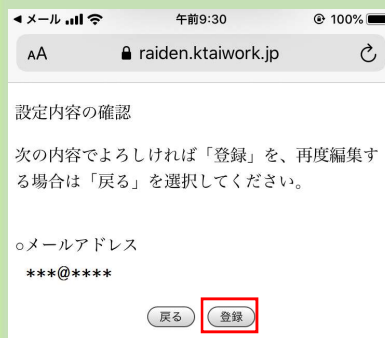 ◀メール 午前9:30 100%
AA raiden.ktaiwork.jp
設定内容の確認
次の内容でよろしければ「登録」を、再度編集す
る場合は「戻る」を選択してください。
○メールアドレス
***@****
戻る 登録